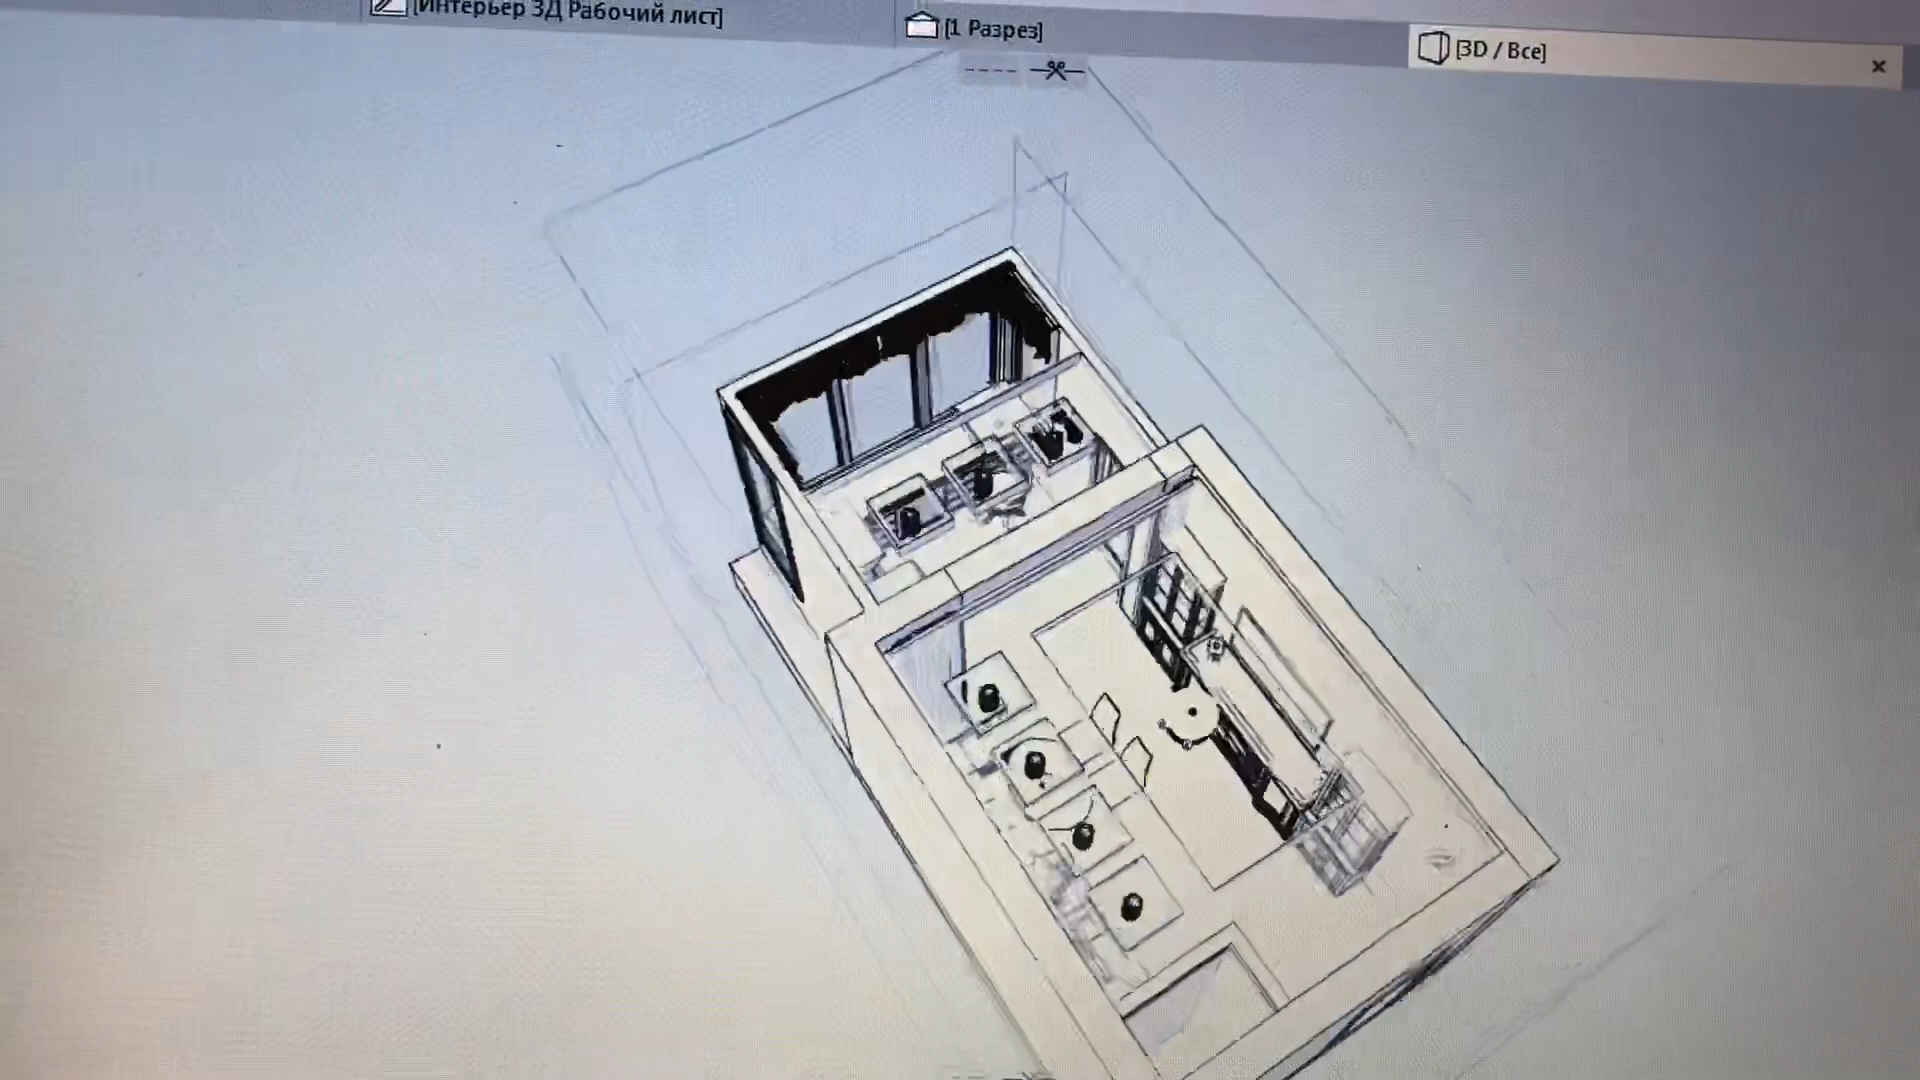 [Интерьер 3Д Рабочий лист]
[1 Разрез]
[3D / Все]